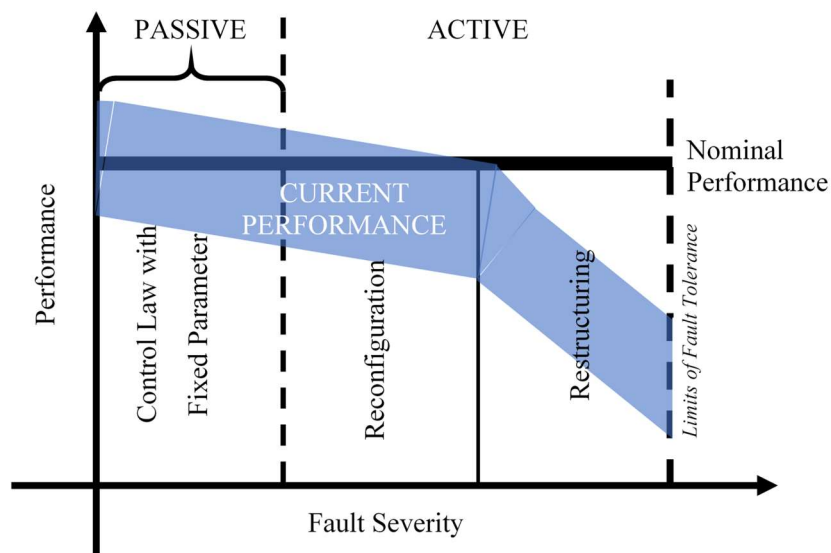 PASSIVE
ACTIVE
Nominal
Performance
CURRENT
PERFORMANCE
Performance
Control Law with
Fixed Parameter
Reconfiguration
Restructuring
Limits of Fault Tolerance
Fault Severity